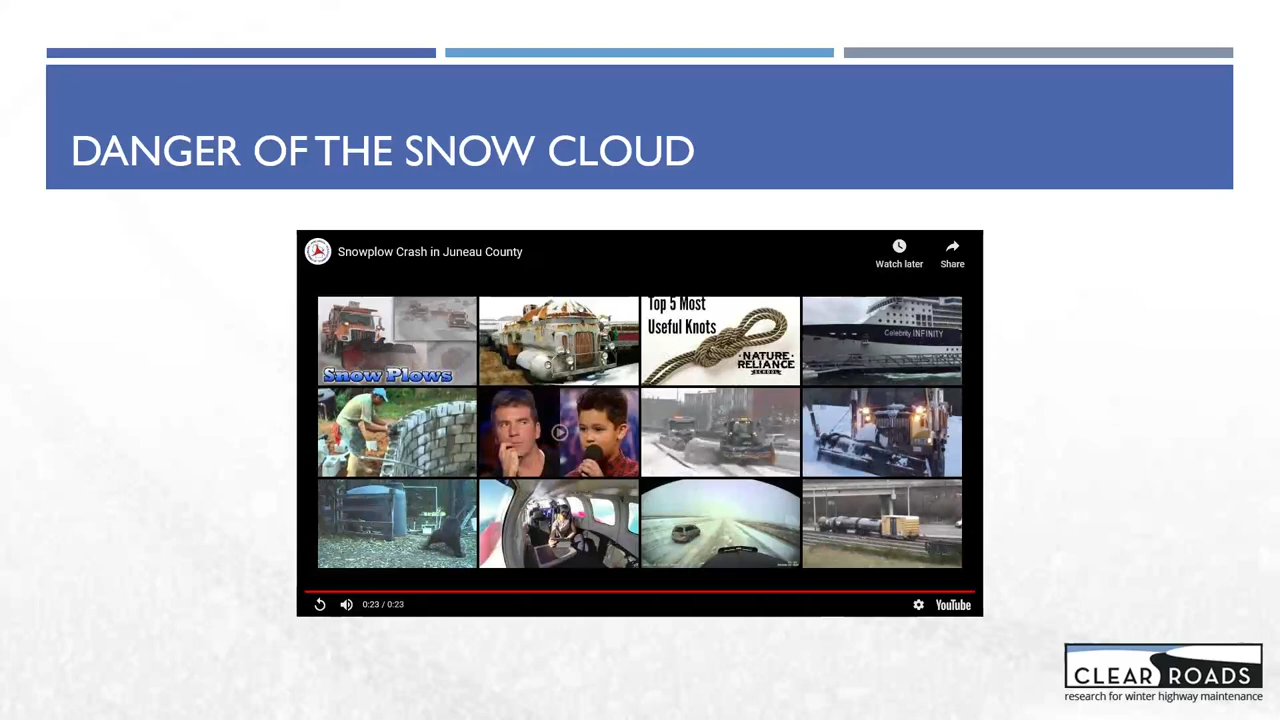 DANGER OF THE SNOW CLOUD
Snowplow Crash in Juneau County
Watch later
Share
Snow Plows
Top 5 Most
Useful Knots
NATURE
RELIANCE
SCHOOL
Celebrity INFINITY
0:23 / 0:23
YouTube
CLEAR ROADS
research for winter highway maintenance